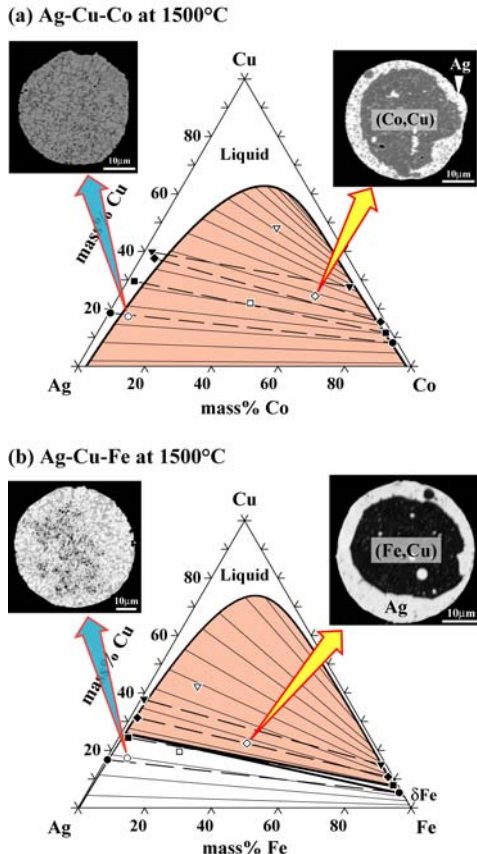 (a) Ag-Cu-Co at 1500°C
Cu
Ag
(Co,Cu)
10μm
10μm
Liquid
80
60
40
20
mass% Cu
Ag
20
40
60
80
Co
mass% Co
(b) Ag-Cu-Fe at 1500°C
Cu
(Fe,Cu)
Ag
10μm
10μm
Liquid
80
60
40
20
mass% Cu
δFe
Ag
20
40
60
80
Fe
mass% Fe